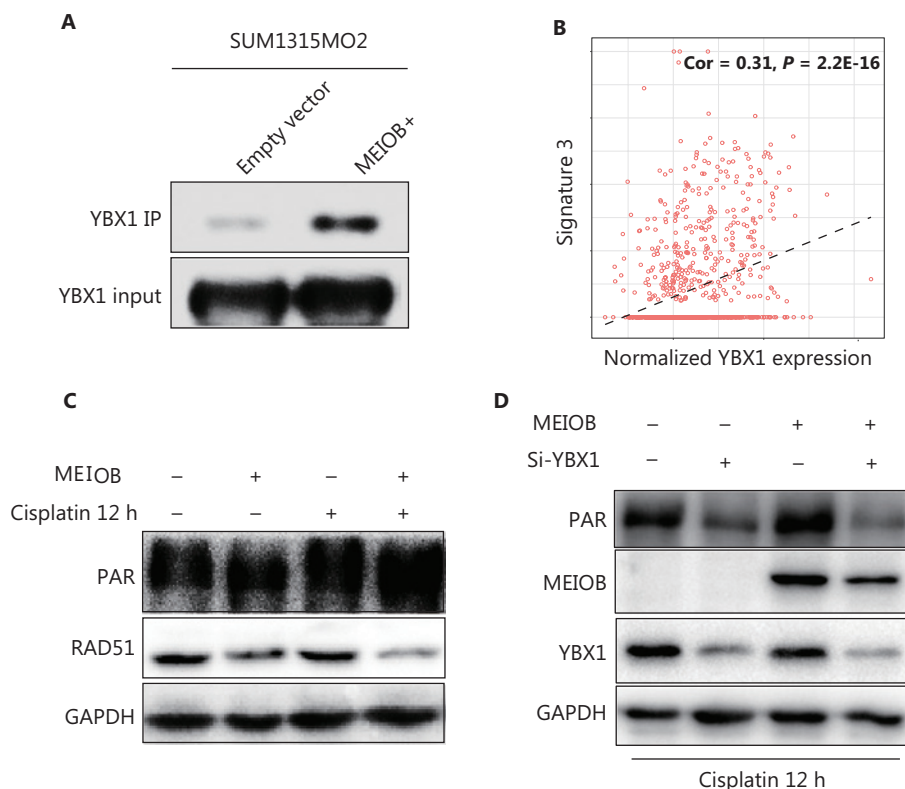 A
SUM1315MO2
Empty vector
MEIOB+
YBX1 IP
YBX1 input
B
Cor = 0.31, P = 2.2E-16
Signature 3
Normalized YBX1 expression
C
MEIOB – + – +
Cisplatin 12 h – – + +
PAR
RAD51
GAPDH
D
MEIOB – – + +
Si-YBX1 – + – +
PAR
MEIOB
YBX1
GAPDH
Cisplatin 12 h